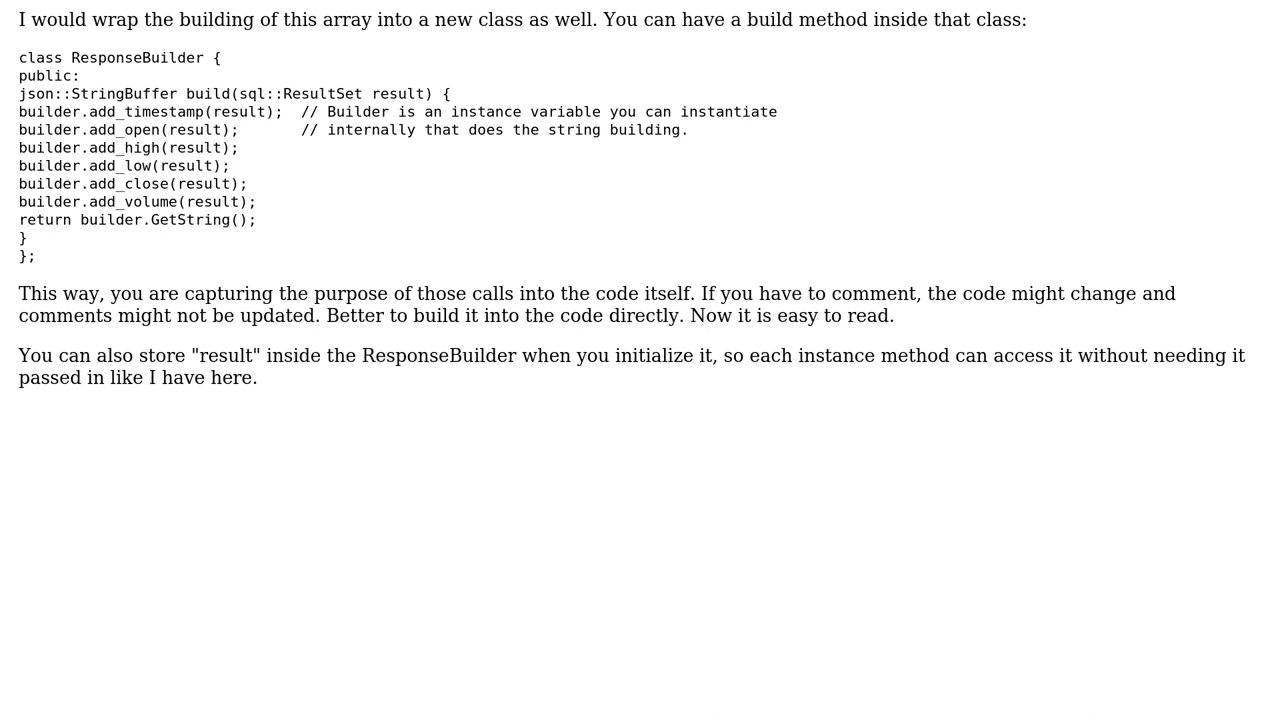 I would wrap the building of this array into a new class as well. You can have a build method inside that class:
class ResponseBuilder {
public:
json::StringBuffer build(sql::ResultSet result) {
builder.add_timestamp(result);  // Builder is an instance variable you can instantiate
builder.add_open(result);       // internally that does the string building.
builder.add_high(result);
builder.add_low(result);
builder.add_close(result);
builder.add_volume(result);
return builder.GetString();
}
};
This way, you are capturing the purpose of those calls into the code itself. If you have to comment, the code might change and
comments might not be updated. Better to build it into the code directly. Now it is easy to read.
You can also store "result" inside the ResponseBuilder when you initialize it, so each instance method can access it without needing it
passed in like I have here.